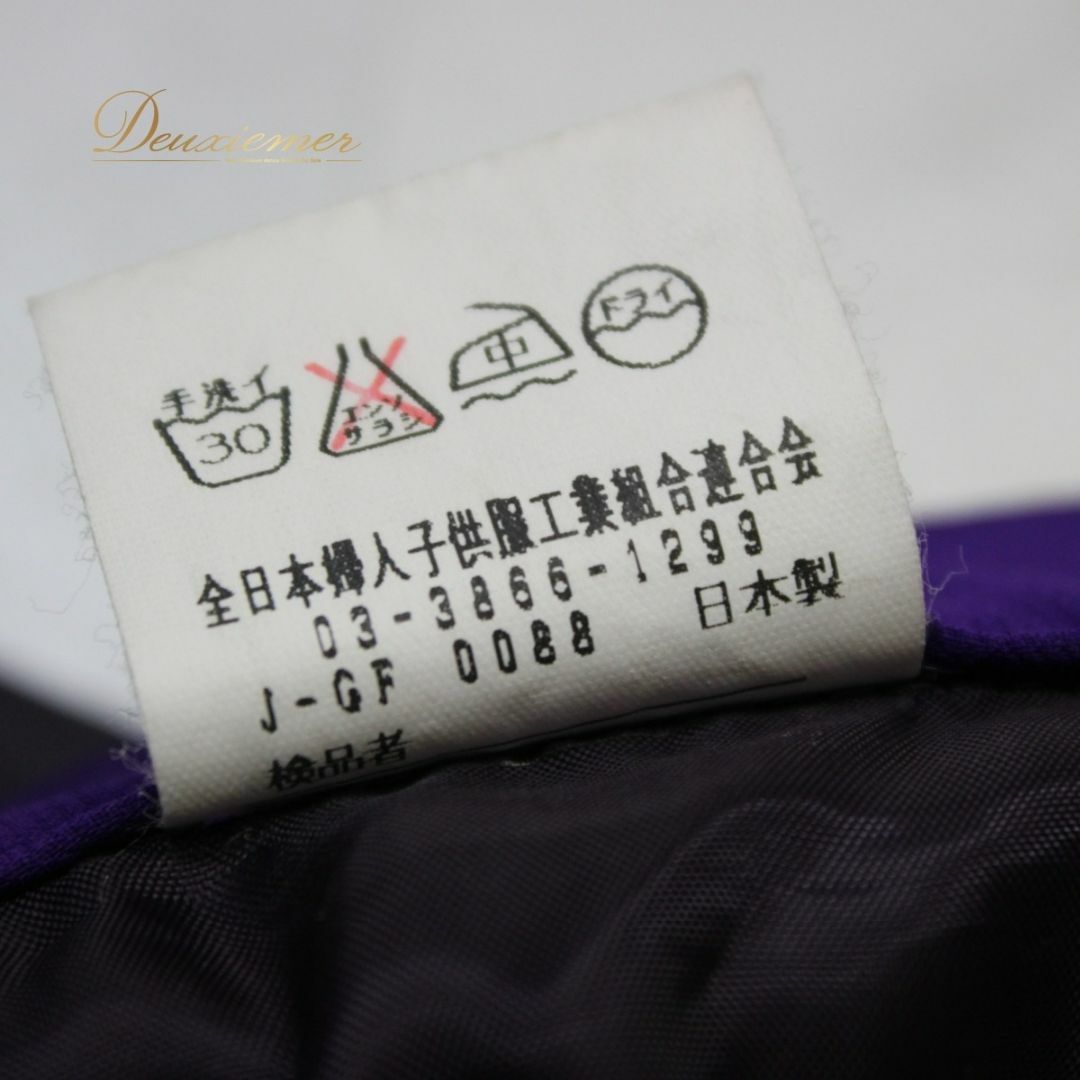 Deuxiemer
手洗イ
30
エンソ
サラシ
中
ドライ
全日本婦人子供服工業組合連合会
03-3866-1299
J-GF 0088 日本製
検品者